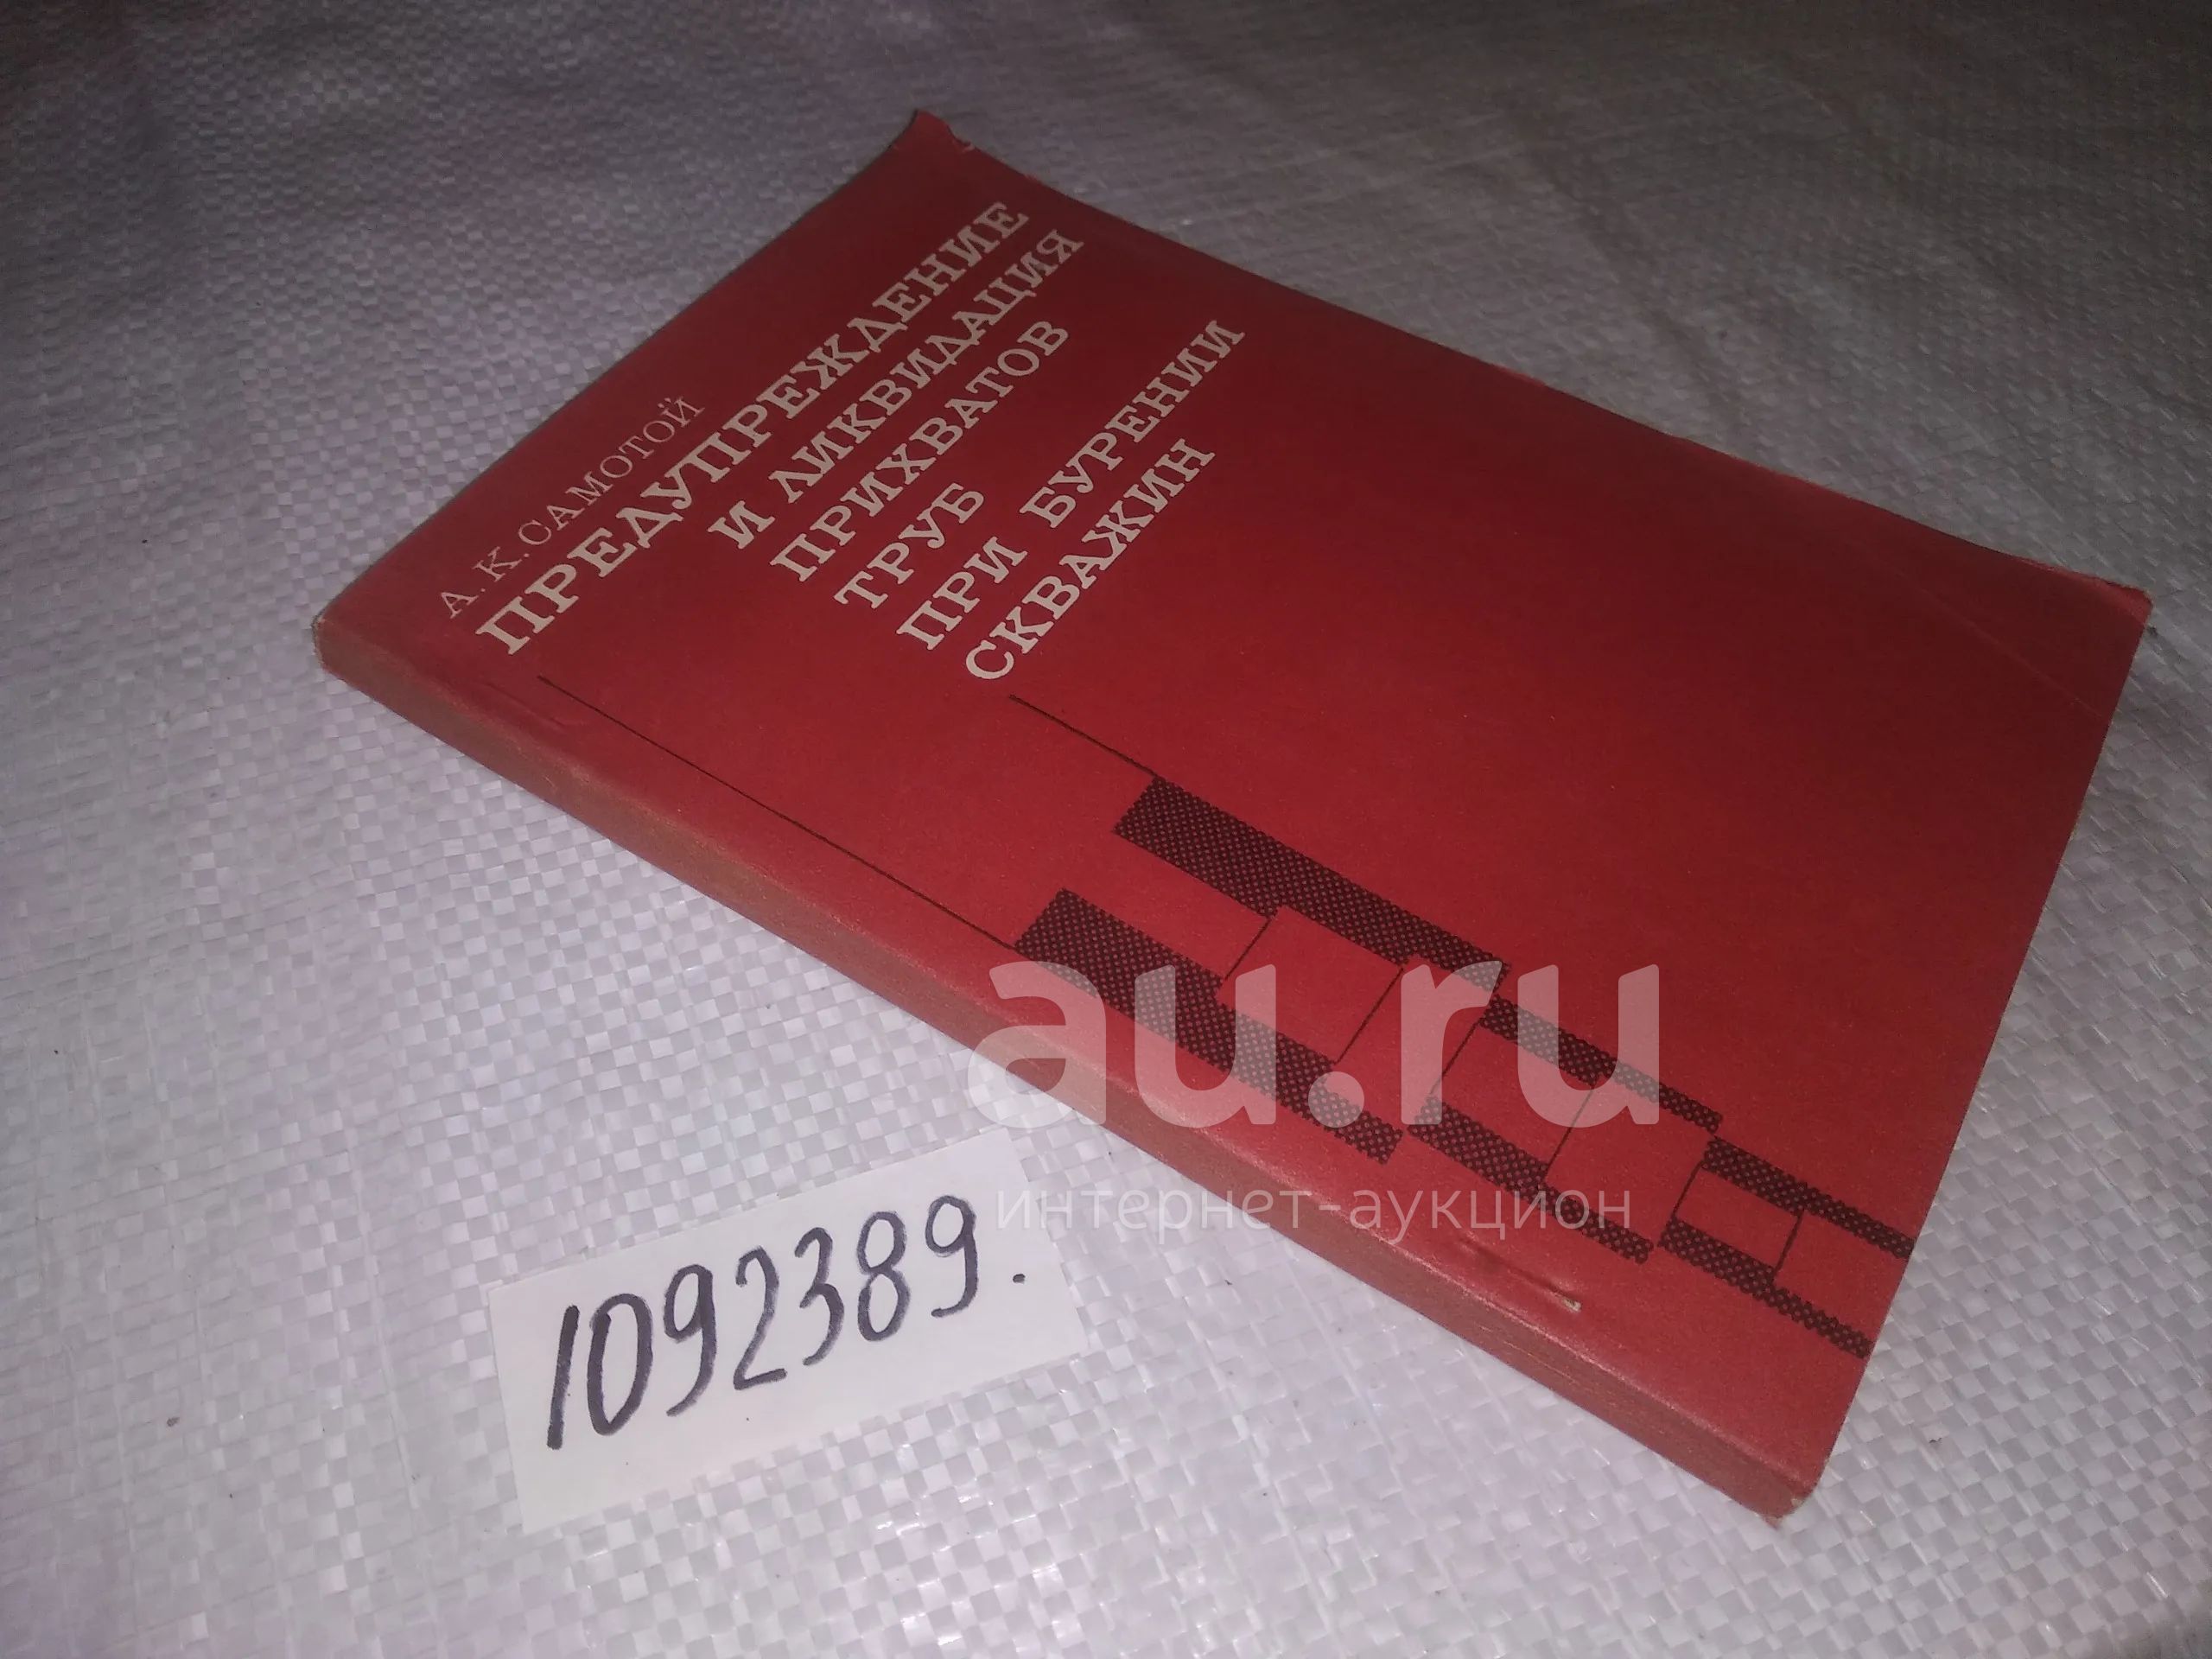 А. К. САМОТОЙ
ПРЕДУПРЕЖДЕНИЕ
И ЛИКВИДАЦИЯ
ПРИХВАТОВ
ТРУБ
ПРИ БУРЕНИИ
СКВАЖИН
au.ru
интернет-аукцион
1092389.